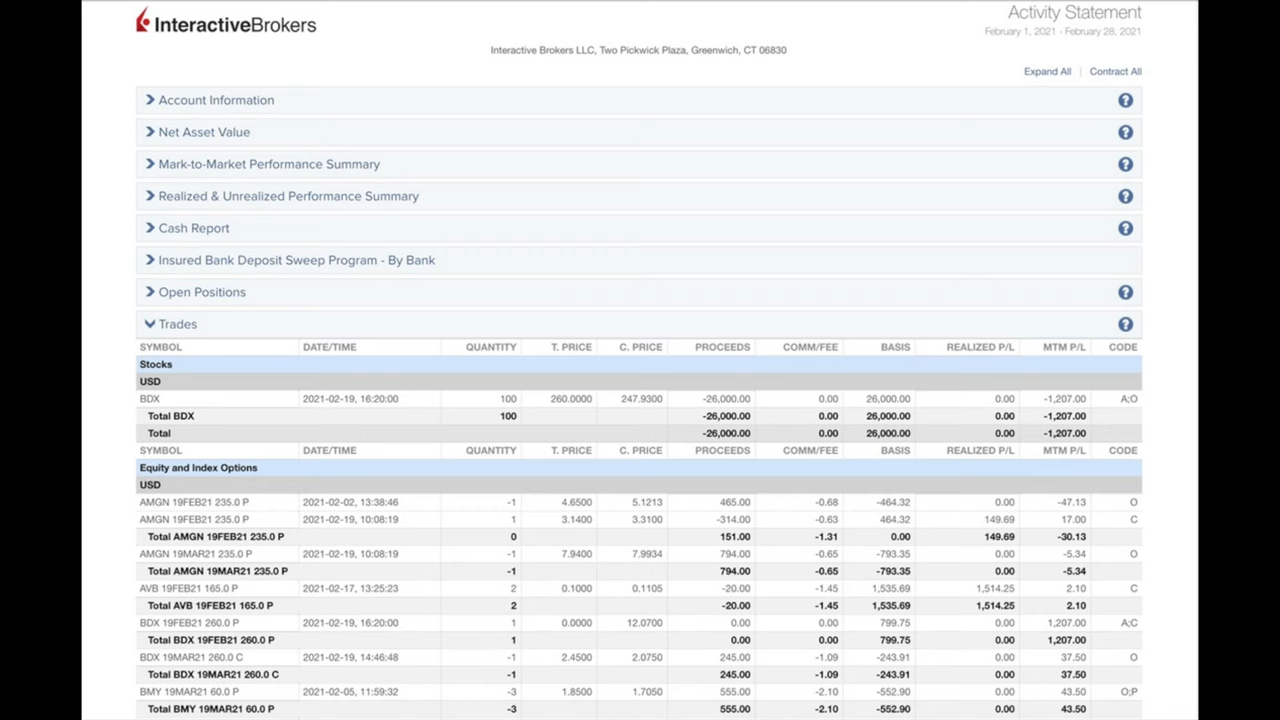 InteractiveBrokers
Activity Statement
February 1, 2021 - February 28, 2021
Interactive Brokers LLC, Two Pickwick Plaza, Greenwich, CT 06830
Expand All | Contract All
Account Information ?
Net Asset Value ?
Mark-to-Market Performance Summary ?
Realized & Unrealized Performance Summary ?
Cash Report ?
Insured Bank Deposit Sweep Program - By Bank
Open Positions ?
Trades ?
SYMBOL DATE/TIME QUANTITY T. PRICE C. PRICE PROCEEDS COMM/FEE BASIS REALIZED P/L MTM P/L CODE
Stocks
USD
BDX 2021-02-19, 16:20:00 100 260.0000 247.9300 -26,000.00 0.00 26,000.00 0.00 -1,207.00 A;O
Total BDX 100 -26,000.00 0.00 26,000.00 0.00 -1,207.00
Total -26,000.00 0.00 26,000.00 0.00 -1,207.00
SYMBOL DATE/TIME QUANTITY T. PRICE C. PRICE PROCEEDS COMM/FEE BASIS REALIZED P/L MTM P/L CODE
Equity and Index Options
USD
AMGN 19FEB21 235.0 P 2021-02-02, 13:38:46 -1 4.6500 5.1213 465.00 -0.68 -464.32 0.00 -47.13 O
AMGN 19FEB21 235.0 P 2021-02-19, 10:08:19 1 3.1400 3.3100 -314.00 -0.63 464.32 149.69 17.00 C
Total AMGN 19FEB21 235.0 P 0 151.00 -1.31 0.00 149.69 -30.13
AMGN 19MAR21 235.0 P 2021-02-19, 10:08:19 -1 7.9400 7.9934 794.00 -0.65 -793.35 0.00 -5.34 O
Total AMGN 19MAR21 235.0 P -1 794.00 -0.65 -793.35 0.00 -5.34
AVB 19FEB21 165.0 P 2021-02-17, 13:25:23 2 0.1000 0.1105 -20.00 -1.45 1,535.69 1,514.25 2.10 C
Total AVB 19FEB21 165.0 P 2 -20.00 -1.45 1,535.69 1,514.25 2.10
BDX 19FEB21 260.0 P 2021-02-19, 16:20:00 1 0.0000 12.0700 0.00 0.00 799.75 0.00 1,207.00 A;C
Total BDX 19FEB21 260.0 P 1 0.00 0.00 799.75 0.00 1,207.00
BDX 19MAR21 260.0 C 2021-02-19, 14:46:48 -1 2.4500 2.0750 245.00 -1.09 -243.91 0.00 37.50 O
Total BDX 19MAR21 260.0 C -1 245.00 -1.09 -243.91 0.00 37.50
BMY 19MAR21 60.0 P 2021-02-05, 11:59:32 -3 1.8500 1.7050 555.00 -2.10 -552.90 0.00 43.50 O;P
Total BMY 19MAR21 60.0 P -3 555.00 -2.10 -552.90 0.00 43.50